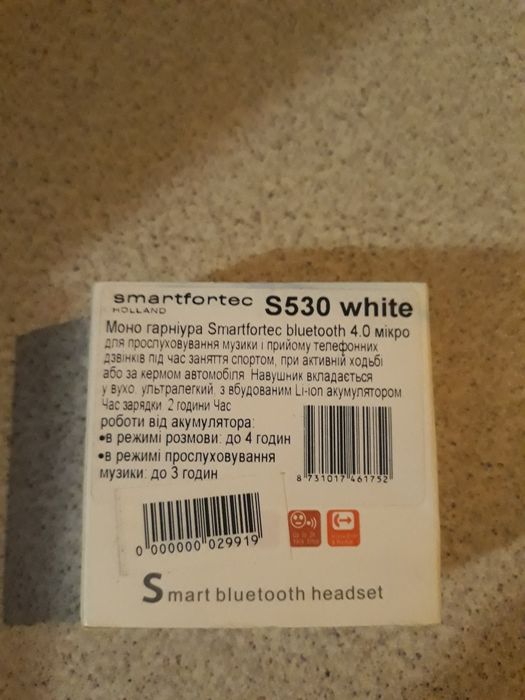 smartfortec S530 white
HOLLAND
Моно гарніура Smartfortec bluetooth 4.0 мікро
для прослуховування музики і прийому телефонних
дзвінків під час заняття спортом, при активній ходьбі
або за кермом автомобіля. Навушник вкладається
у вухо, ультралегкий, з вбудованим Li-ion акумулятором
Час зарядки 2 години Час
роботи від акумулятора:
•в режимі розмови: до 4 годин
•в режимі прослуховування
музики: до 3 годин
8 731017 461752
0 000000 029919
Smart bluetooth headset